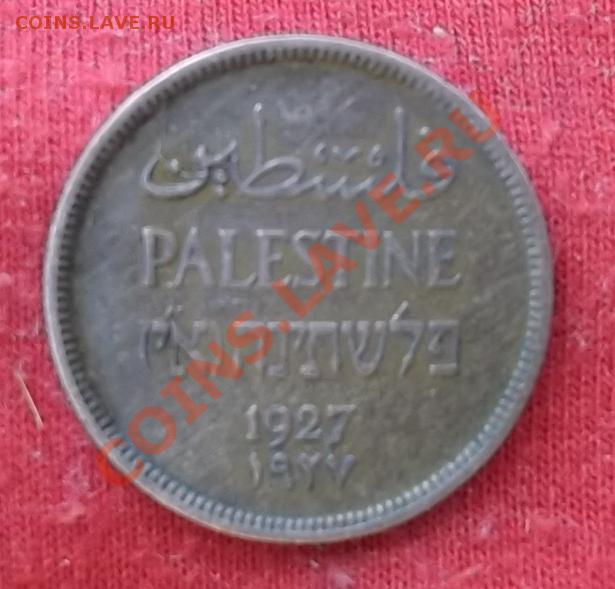 COINS.LAVE.RU
فلسطين
PALESTINE
פלשתינה (א״י)
1927
١٩٢٧
COINS.LAVE.RU